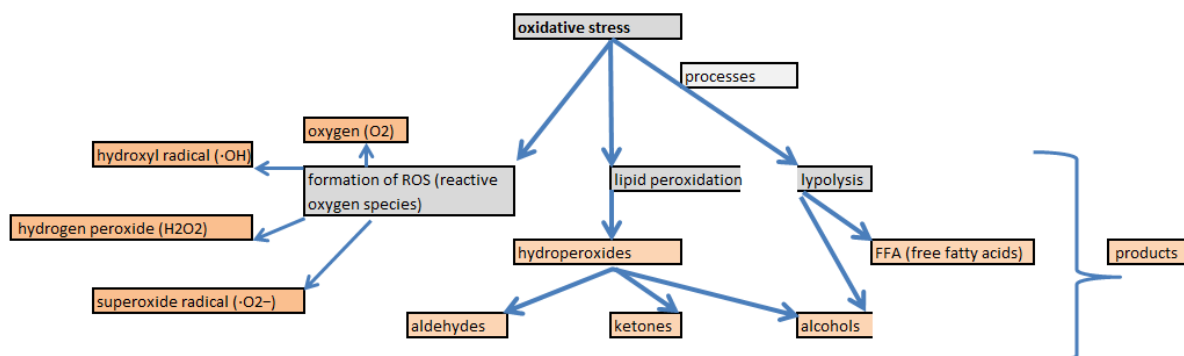 oxidative stress
processes
oxygen (O2)
hydroxyl radical (·OH)
formation of ROS (reactive
oxygen species)
lipid peroxidation
lypolysis
hydrogen peroxide (H2O2)
hydroperoxides
FFA (free fatty acids)
products
superoxide radical (·O2−)
aldehydes
ketones
alcohols